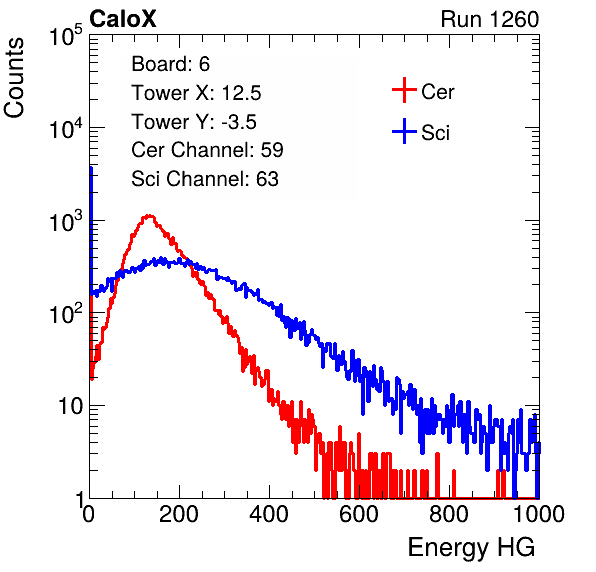 CaloX Run 1260
Board: 6
Tower X: 12.5
Tower Y: -3.5
Cer Channel: 59
Sci Channel: 63
Cer
Sci
Counts
10^5
10^4
10^3
10^2
10
1
0 200 400 600 800 1000
Energy HG